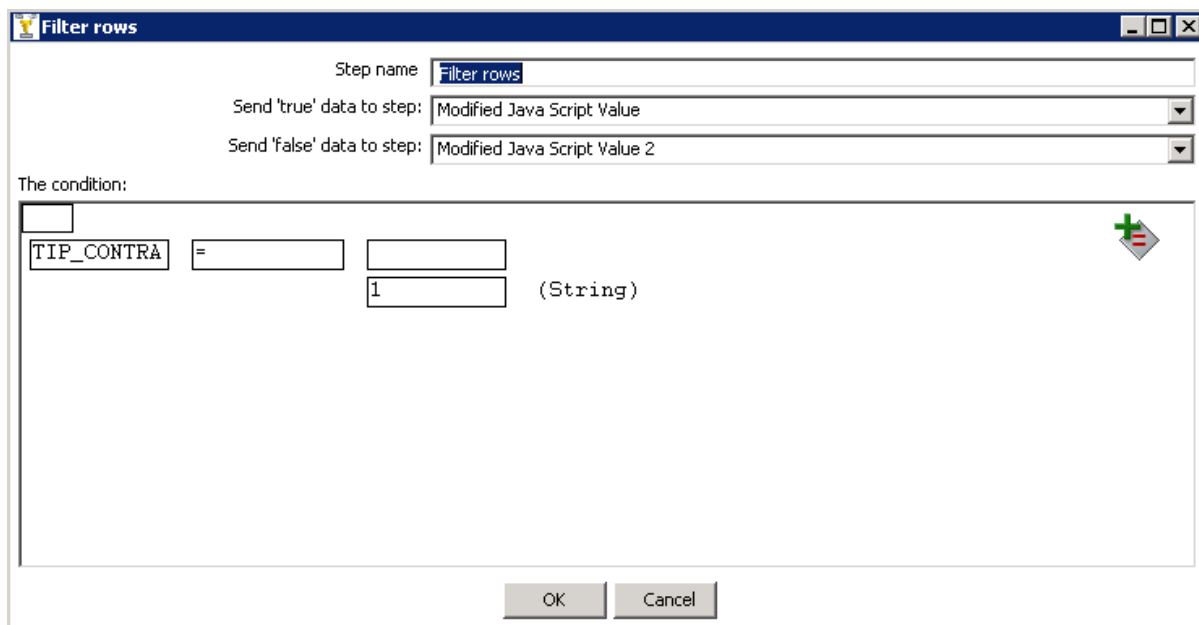 Filter rows
Step name Filter rows
Send 'true' data to step: Modified Java Script Value
Send 'false' data to step: Modified Java Script Value 2
The condition:
TIP_CONTRA =
1 (String)
OK Cancel